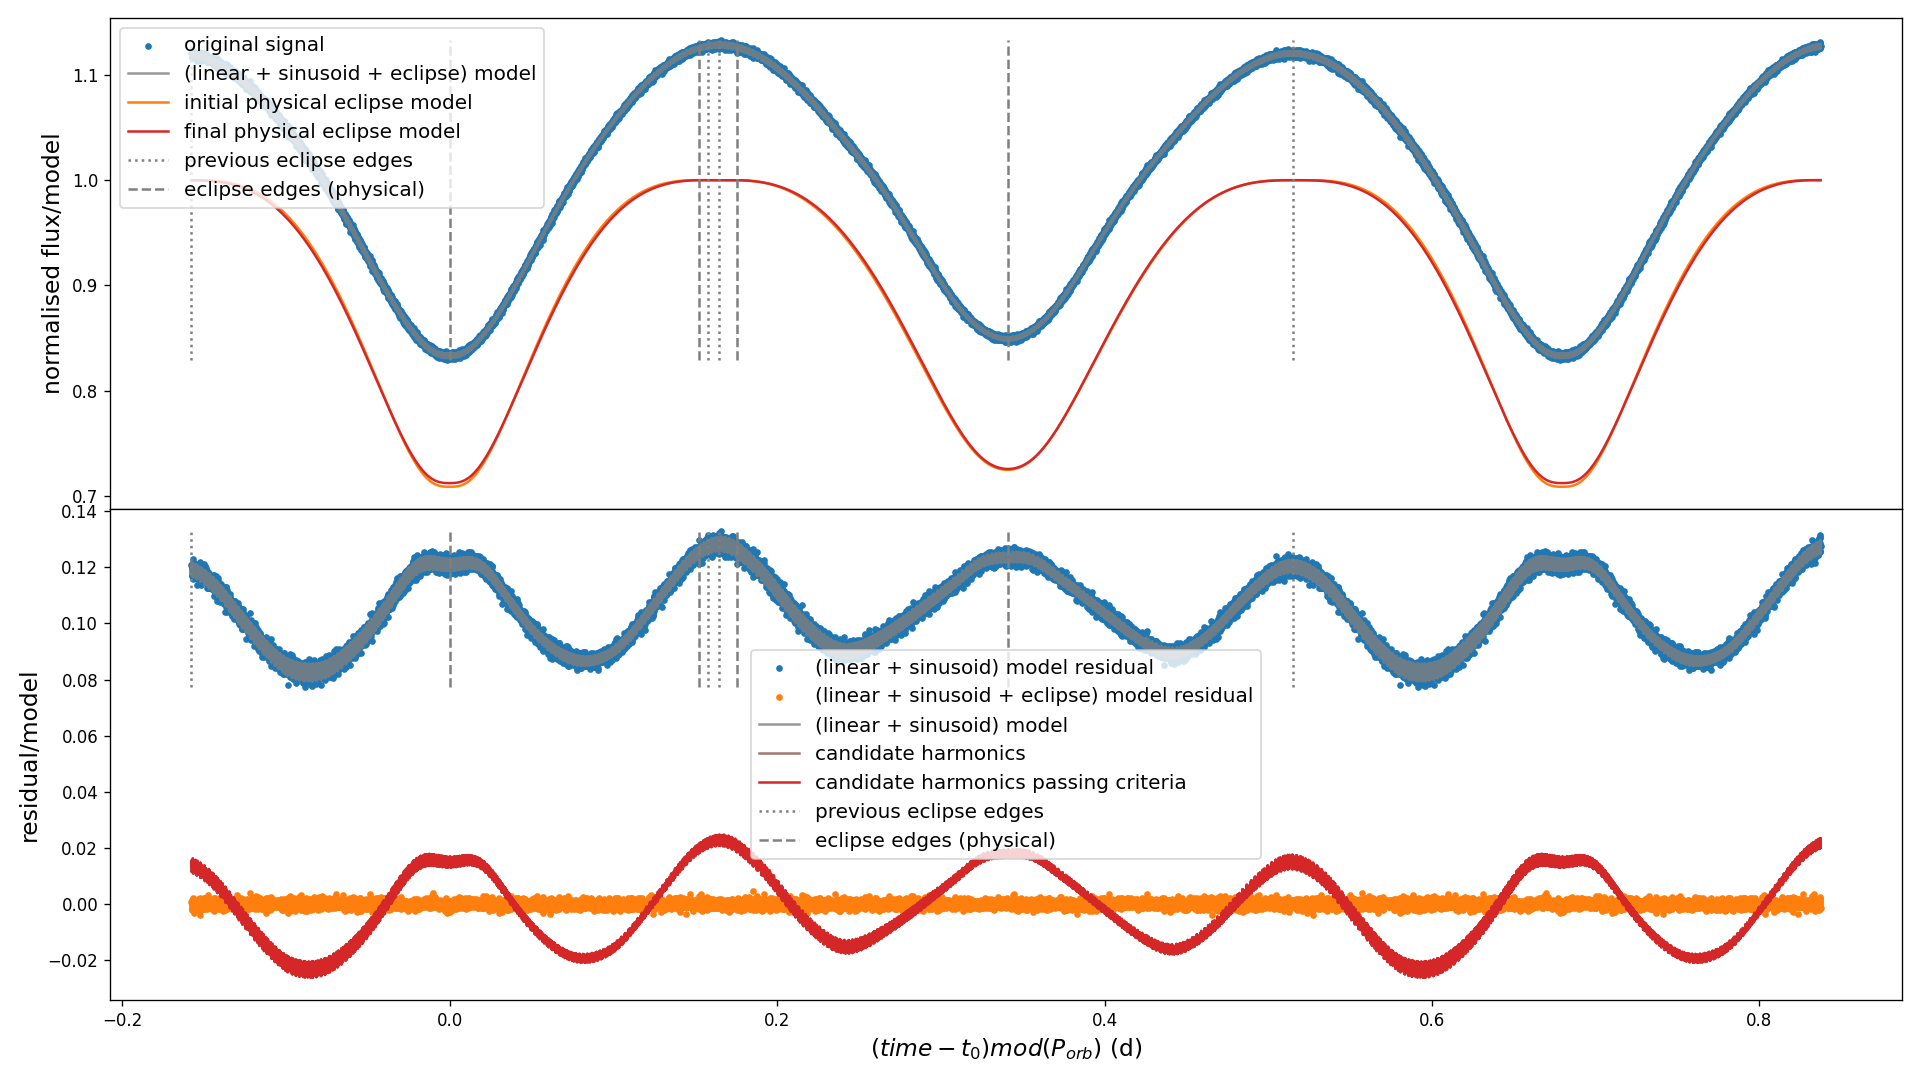 normalised flux/model
1.1
1.0
0.9
0.8
0.7
original signal
(linear + sinusoid + eclipse) model
initial physical eclipse model
final physical eclipse model
previous eclipse edges
eclipse edges (physical)
residual/model
0.14
0.12
0.10
0.08
0.06
0.04
0.02
0.00
−0.02
(linear + sinusoid) model residual
(linear + sinusoid + eclipse) model residual
(linear + sinusoid) model
candidate harmonics
candidate harmonics passing criteria
previous eclipse edges
eclipse edges (physical)
−0.2 0.0 0.2 0.4 0.6 0.8
(time − t₀)mod(P_orb) (d)